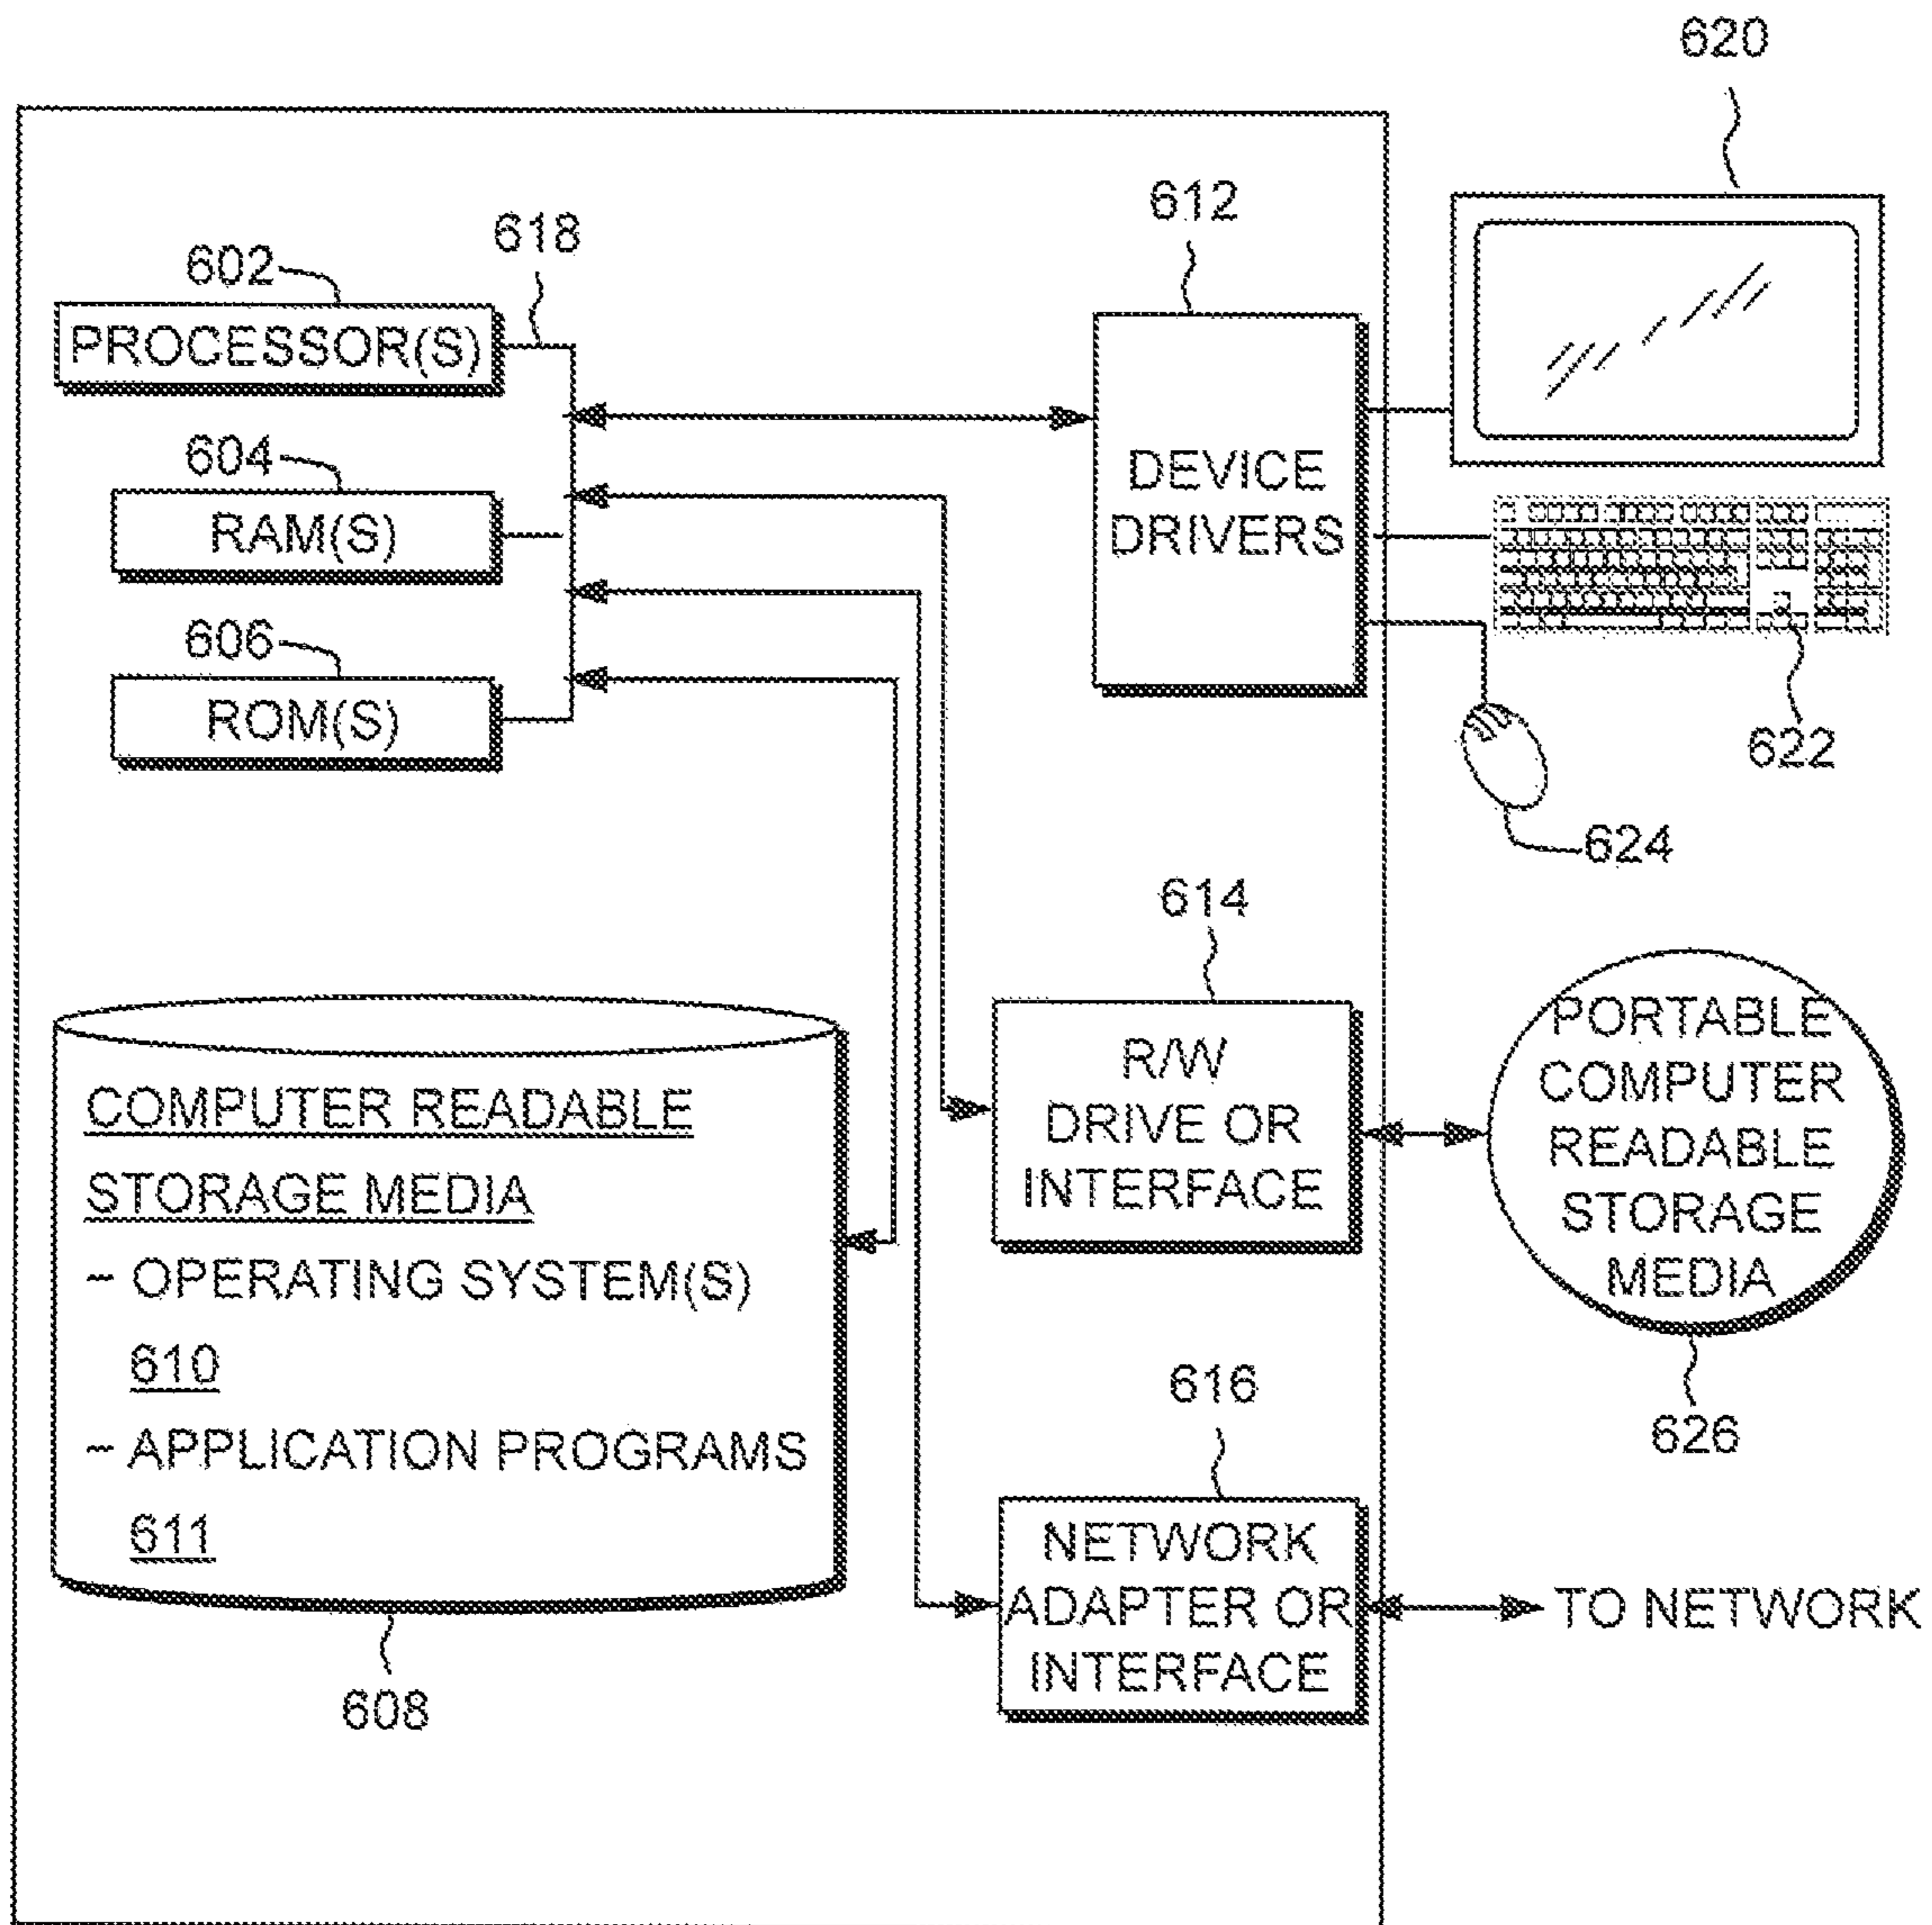 620
612
618
602
PROCESSOR(S)
604
RAM(S)
606
ROM(S)
DEVICE
DRIVERS
622
624
614
R/W
DRIVE OR
INTERFACE
PORTABLE
COMPUTER
READABLE
STORAGE
MEDIA
626
COMPUTER READABLE
STORAGE MEDIA
- OPERATING SYSTEM(S)
610
- APPLICATION PROGRAMS
611
608
616
NETWORK
ADAPTER OR
INTERFACE
TO NETWORK